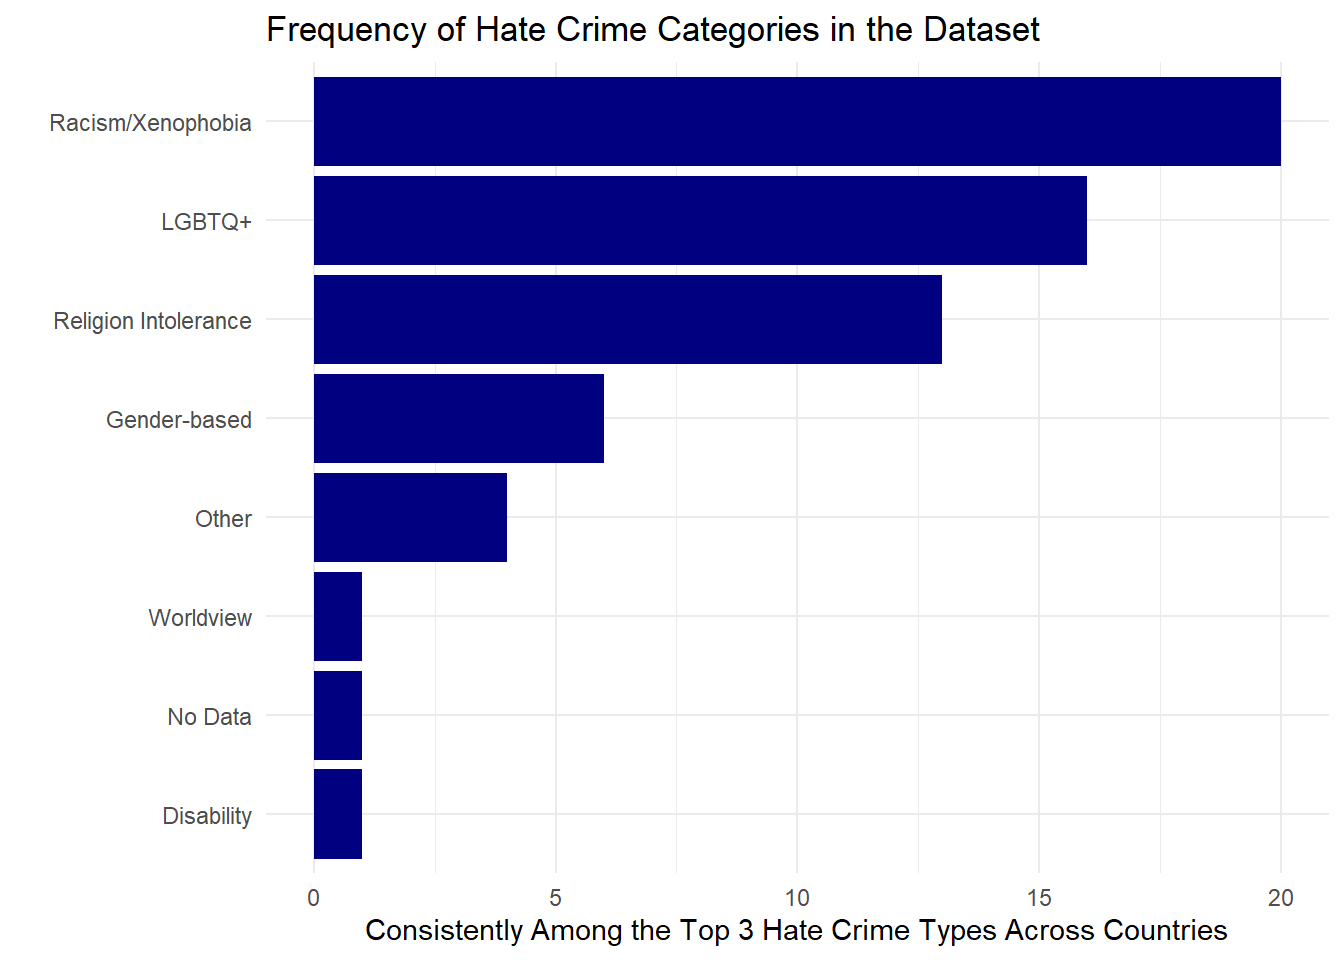 Frequency of Hate Crime Categories in the Dataset
Racism/Xenophobia
LGBTQ+
Religion Intolerance
Gender-based
Other
Worldview
No Data
Disability
0 5 10 15 20
Consistently Among the Top 3 Hate Crime Types Across Countries